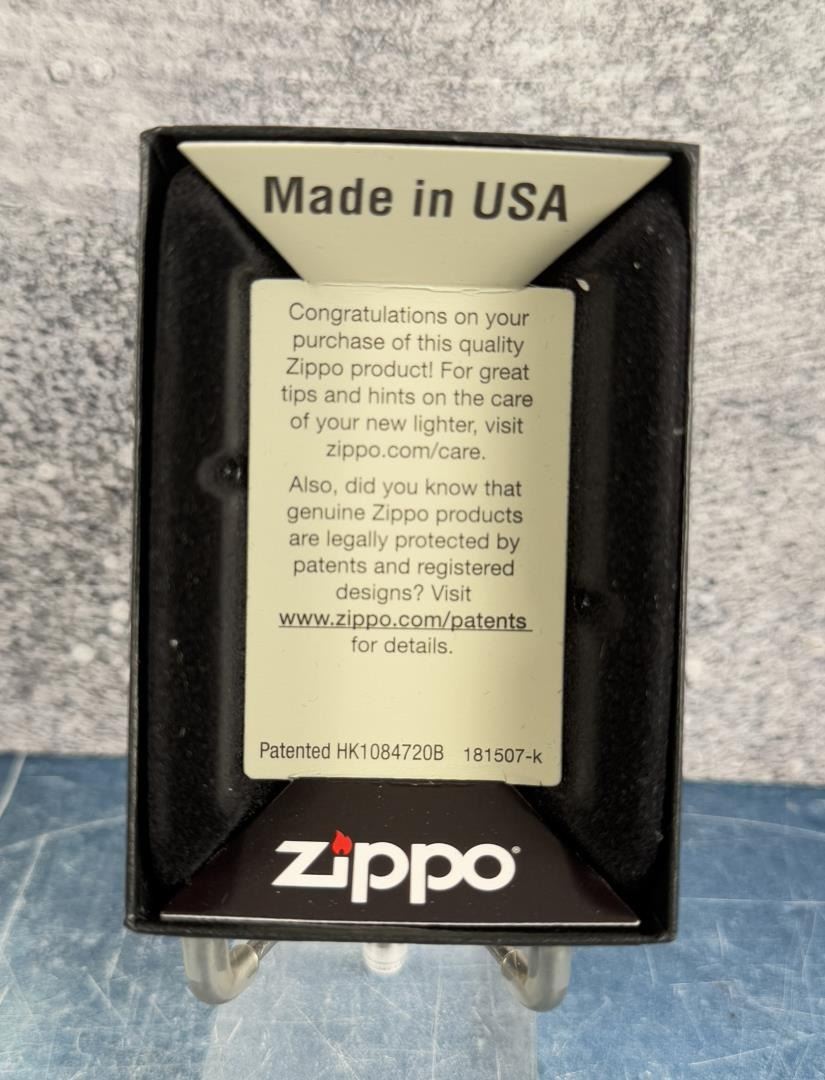 Made in USA
Congratulations on your
purchase of this quality
Zippo product! For great
tips and hints on the care
of your new lighter, visit
zippo.com/care.
Also, did you know that
genuine Zippo products
are legally protected by
patents and registered
designs? Visit
www.zippo.com/patents
for details.
Patented HK1084720B 181507-k
zippo®